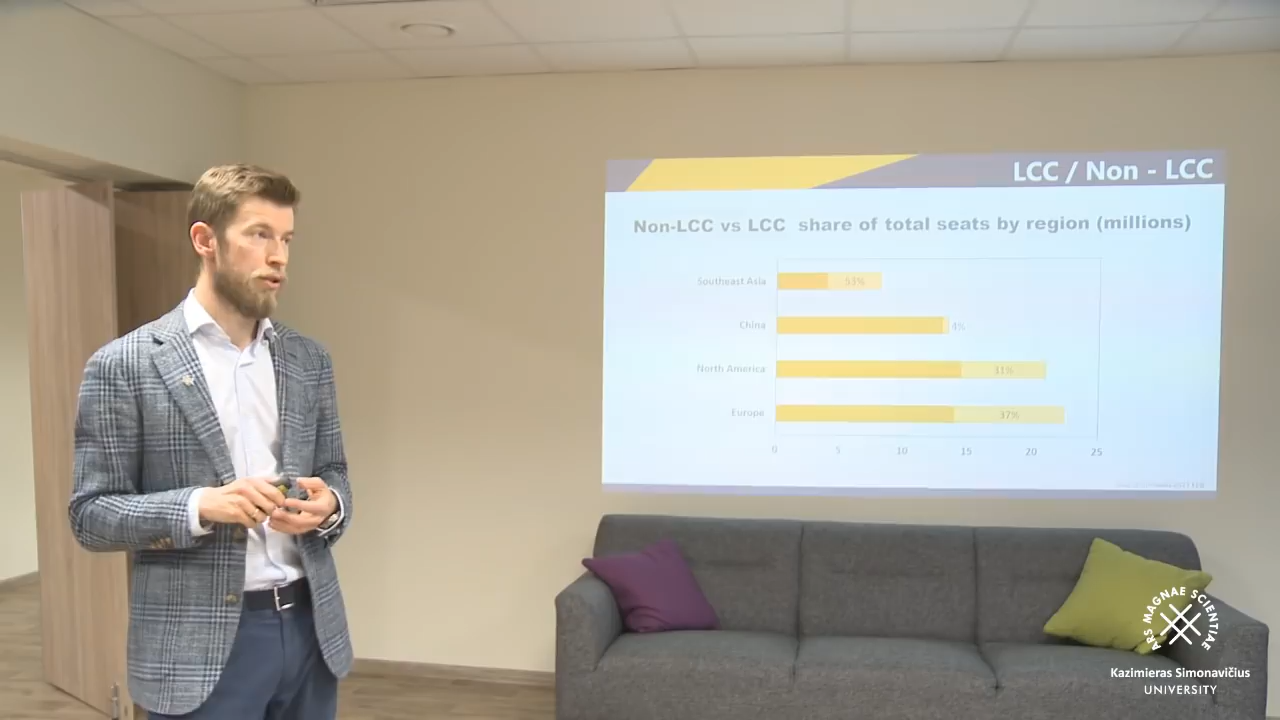 LCC / Non - LCC
Non-LCC vs LCC share of total seats by region (millions)
Southeast Asia 53%
China 4%
North America 31%
Europe 37%
0 5 10 15 20 25
ARS MAGNAE SCIENTIAE
Kazimieras Simonavičius
UNIVERSITY